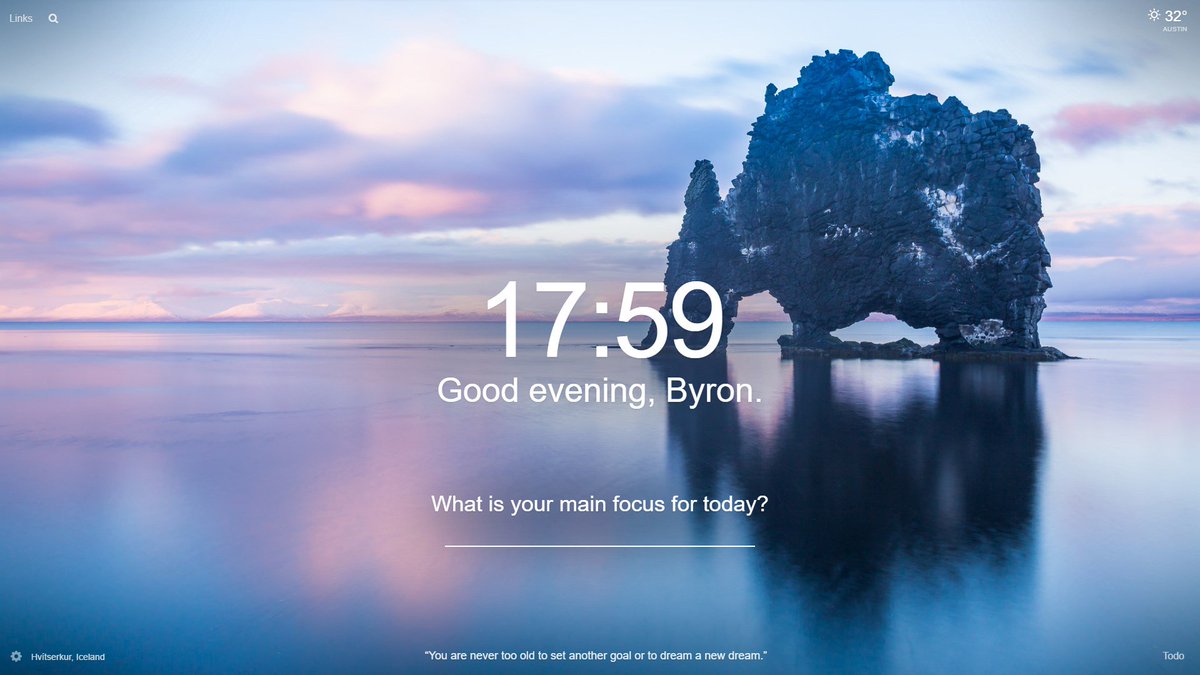 Links
32°
AUSTIN
17:59
Good evening, Byron.
What is your main focus for today?
Hvítserkur, Iceland
“You are never too old to set another goal or to dream a new dream.”
Todo